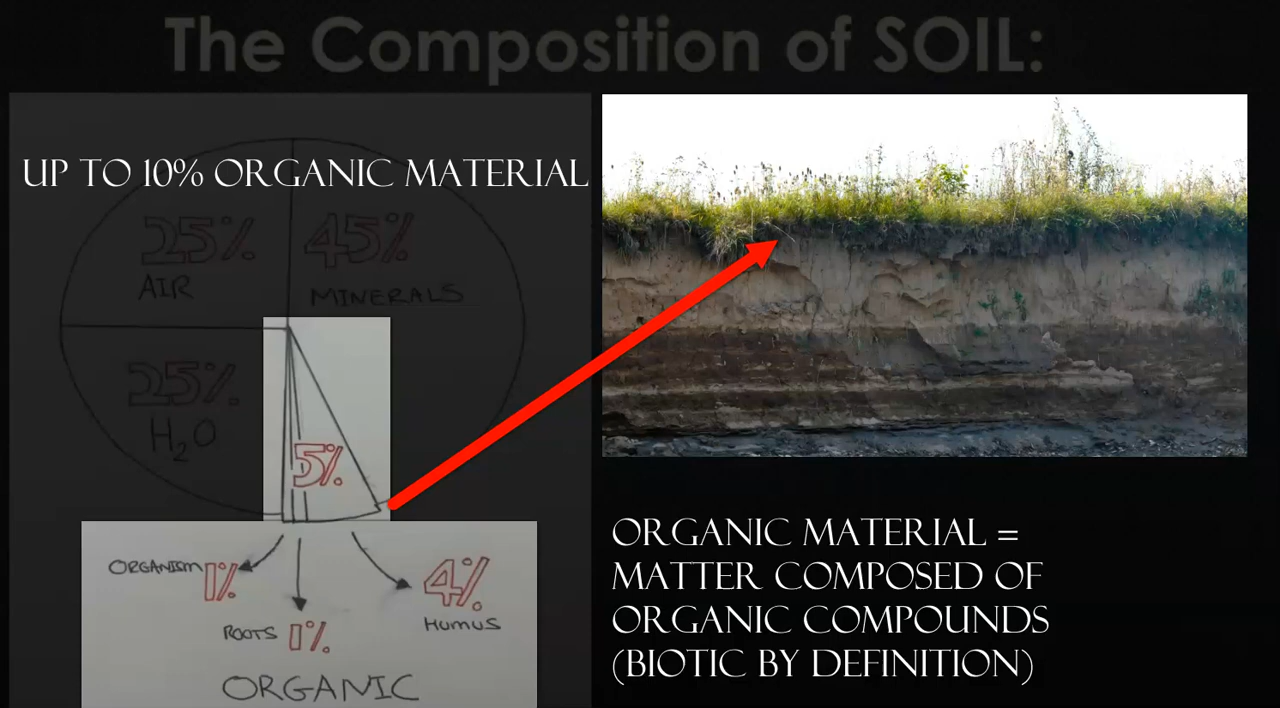 The Composition of SOIL:
UP TO 10% ORGANIC MATERIAL
25%
AIR
45%
MINERALS
25%
H₂O
5%
ORGANISM 1%
ROOTS 1%
4%
HUMUS
ORGANIC
ORGANIC MATERIAL =
MATTER COMPOSED OF
ORGANIC COMPOUNDS
(BIOTIC BY DEFINITION)